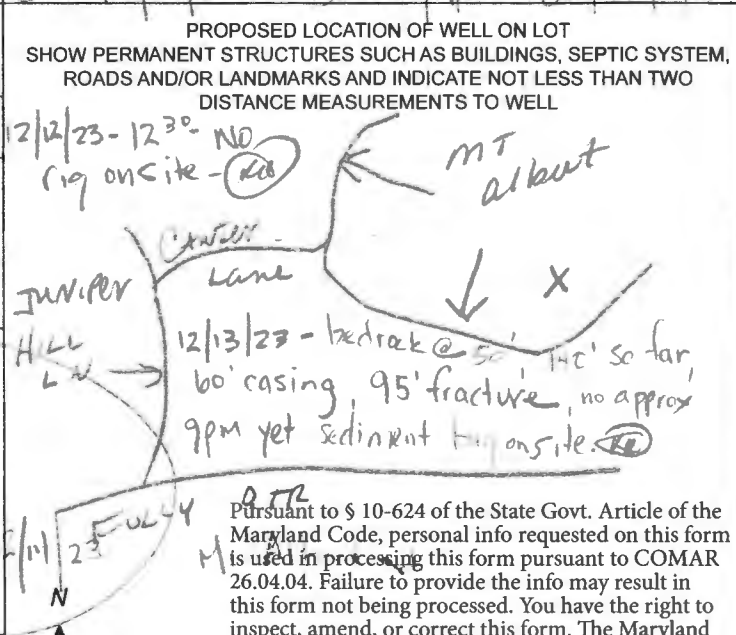 PROPOSED LOCATION OF WELL ON LOT
SHOW PERMANENT STRUCTURES SUCH AS BUILDINGS, SEPTIC SYSTEM,
ROADS AND/OR LANDMARKS AND INDICATE NOT LESS THAN TWO
DISTANCE MEASUREMENTS TO WELL
12/12/23 - 12 30 - NO
rig onsite -
MT
albert
Lane
JUNIPER
HILL
LN
X
12/13/23 - bedrock @ 50', so far,
60' casing, 95' fracture, no approx
gpm yet sediment onsite.
Pursuant to § 10-624 of the State Govt. Article of the
Maryland Code, personal info requested on this form
is used in processing this form pursuant to COMAR
26.04.04. Failure to provide the info may result in
this form not being processed. You have the right to
inspect, amend, or correct this form. The Maryland
N